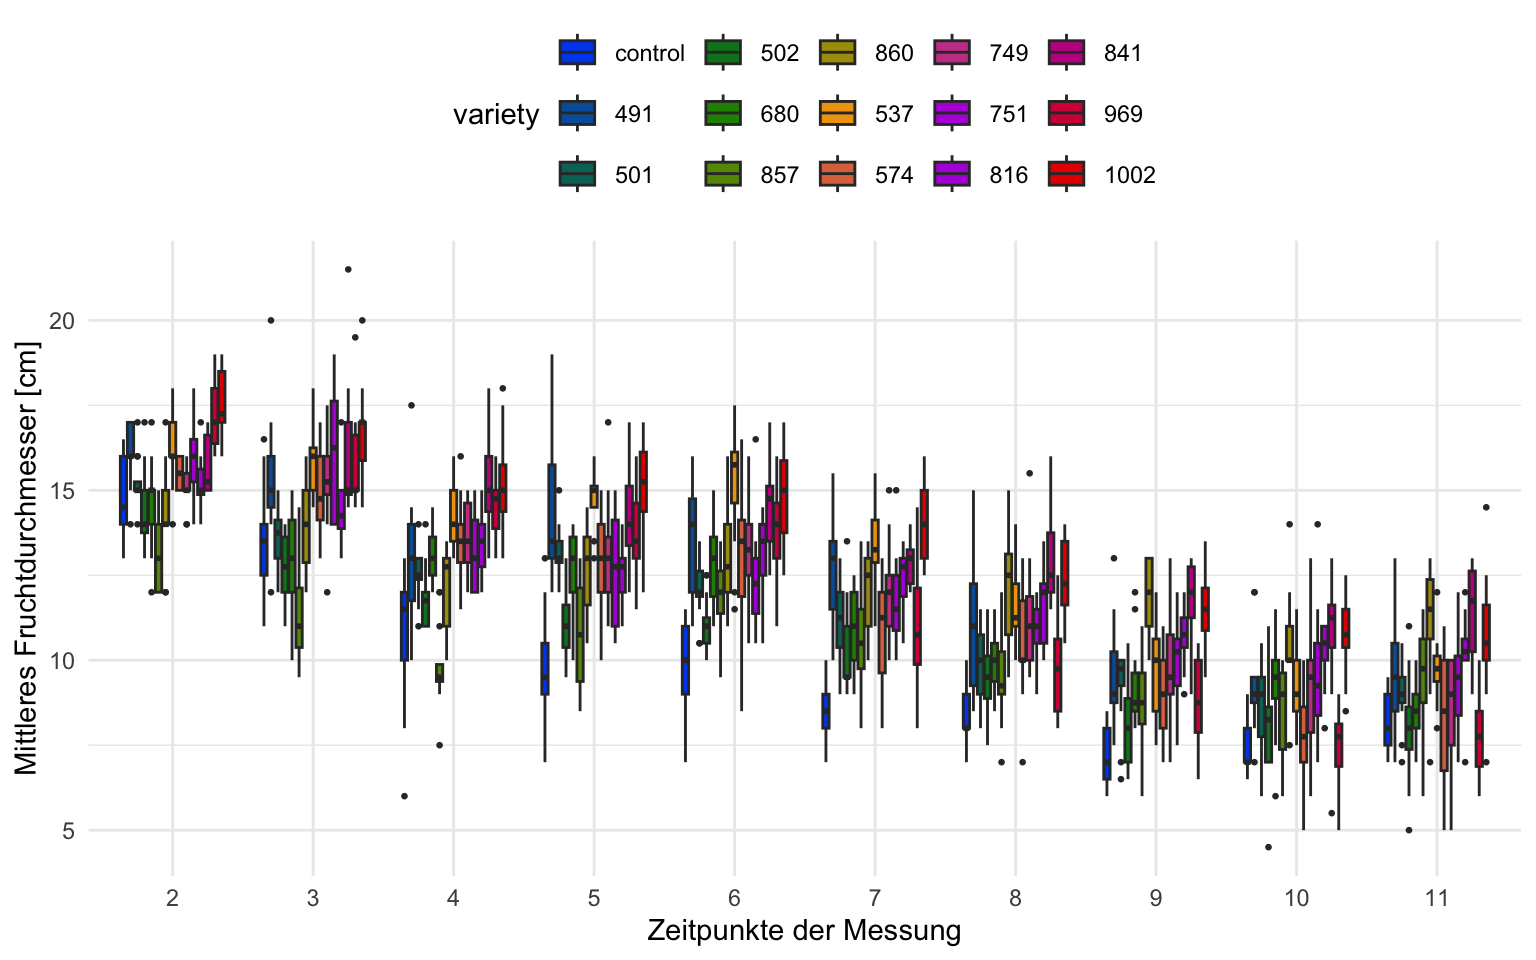 control 502 860 749 841
variety 491 680 537 751 969
501 857 574 816 1002
Mittleres Fruchtdurchmesser [cm]
20
15
10
5
2 3 4 5 6 7 8 9 10 11
Zeitpunkte der Messung